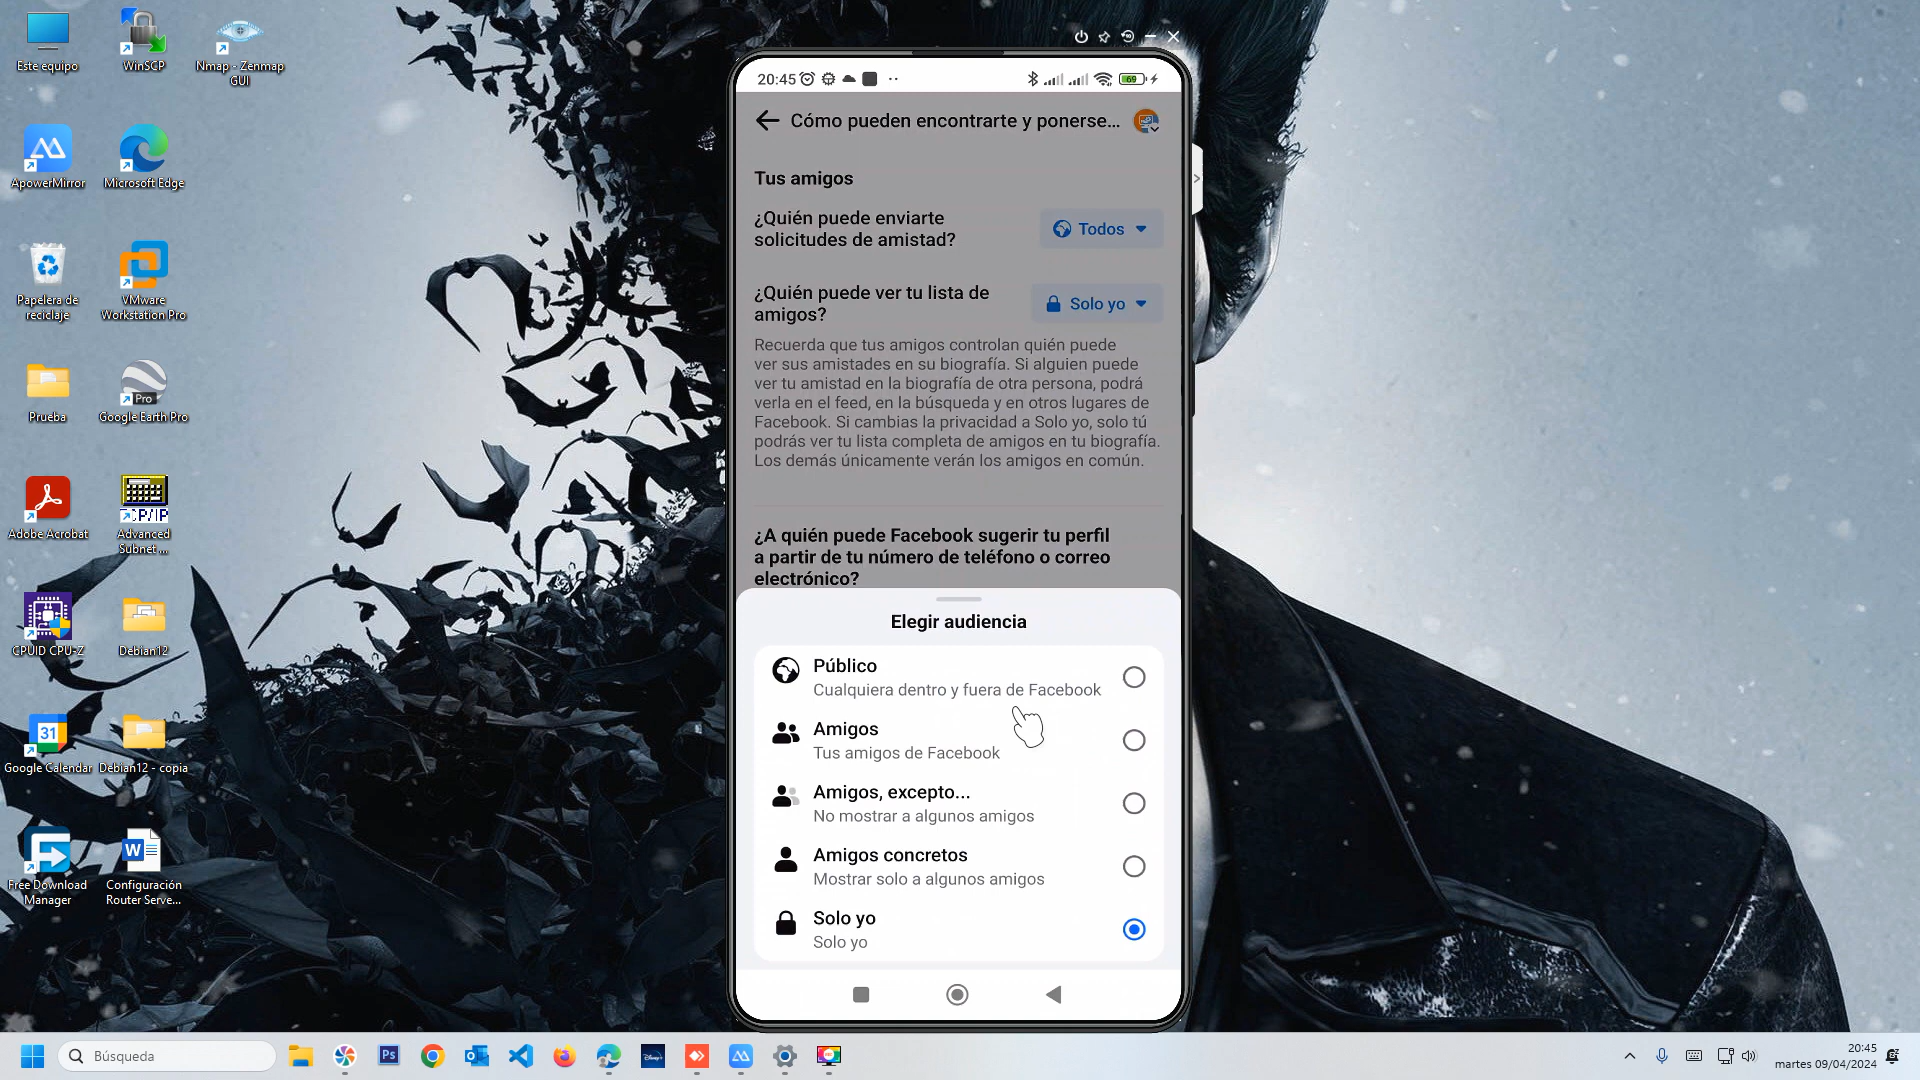 Este equipo
WinSCP
Nmap - Zenmap
GUI
ApowerMirror
Microsoft Edge
Papelera de
reciclaje
VMware
Workstation Pro
Prueba
Pro
Google Earth Pro
Adobe Acrobat
TCP/IP
Advanced
Subnet ...
CPUID CPU-Z
Debian12
31
Google Calendar
Debian12 - copia
Free Download
Manager
W
Configuración
Router Serve...
20:45
69
Cómo pueden encontrarte y ponerse...
Tus amigos
¿Quién puede enviarte
solicitudes de amistad?
Todos
¿Quién puede ver tu lista de
amigos?
Solo yo
Recuerda que tus amigos controlan quién puede
ver sus amistades en su biografía. Si alguien puede
ver tu amistad en la biografía de otra persona, podrá
verla en el feed, en la búsqueda y en otros lugares de
Facebook. Si cambias la privacidad a Solo yo, solo tú
podrás ver tu lista completa de amigos en tu biografía.
Los demás únicamente verán los amigos en común.
¿A quién puede Facebook sugerir tu perfil
a partir de tu número de teléfono o correo
electrónico?
Elegir audiencia
Público
Cualquiera dentro y fuera de Facebook
Amigos
Tus amigos de Facebook
Amigos, excepto...
No mostrar a algunos amigos
Amigos concretos
Mostrar solo a algunos amigos
Solo yo
Solo yo
Búsqueda
Ps
20:45
martes 09/04/2024